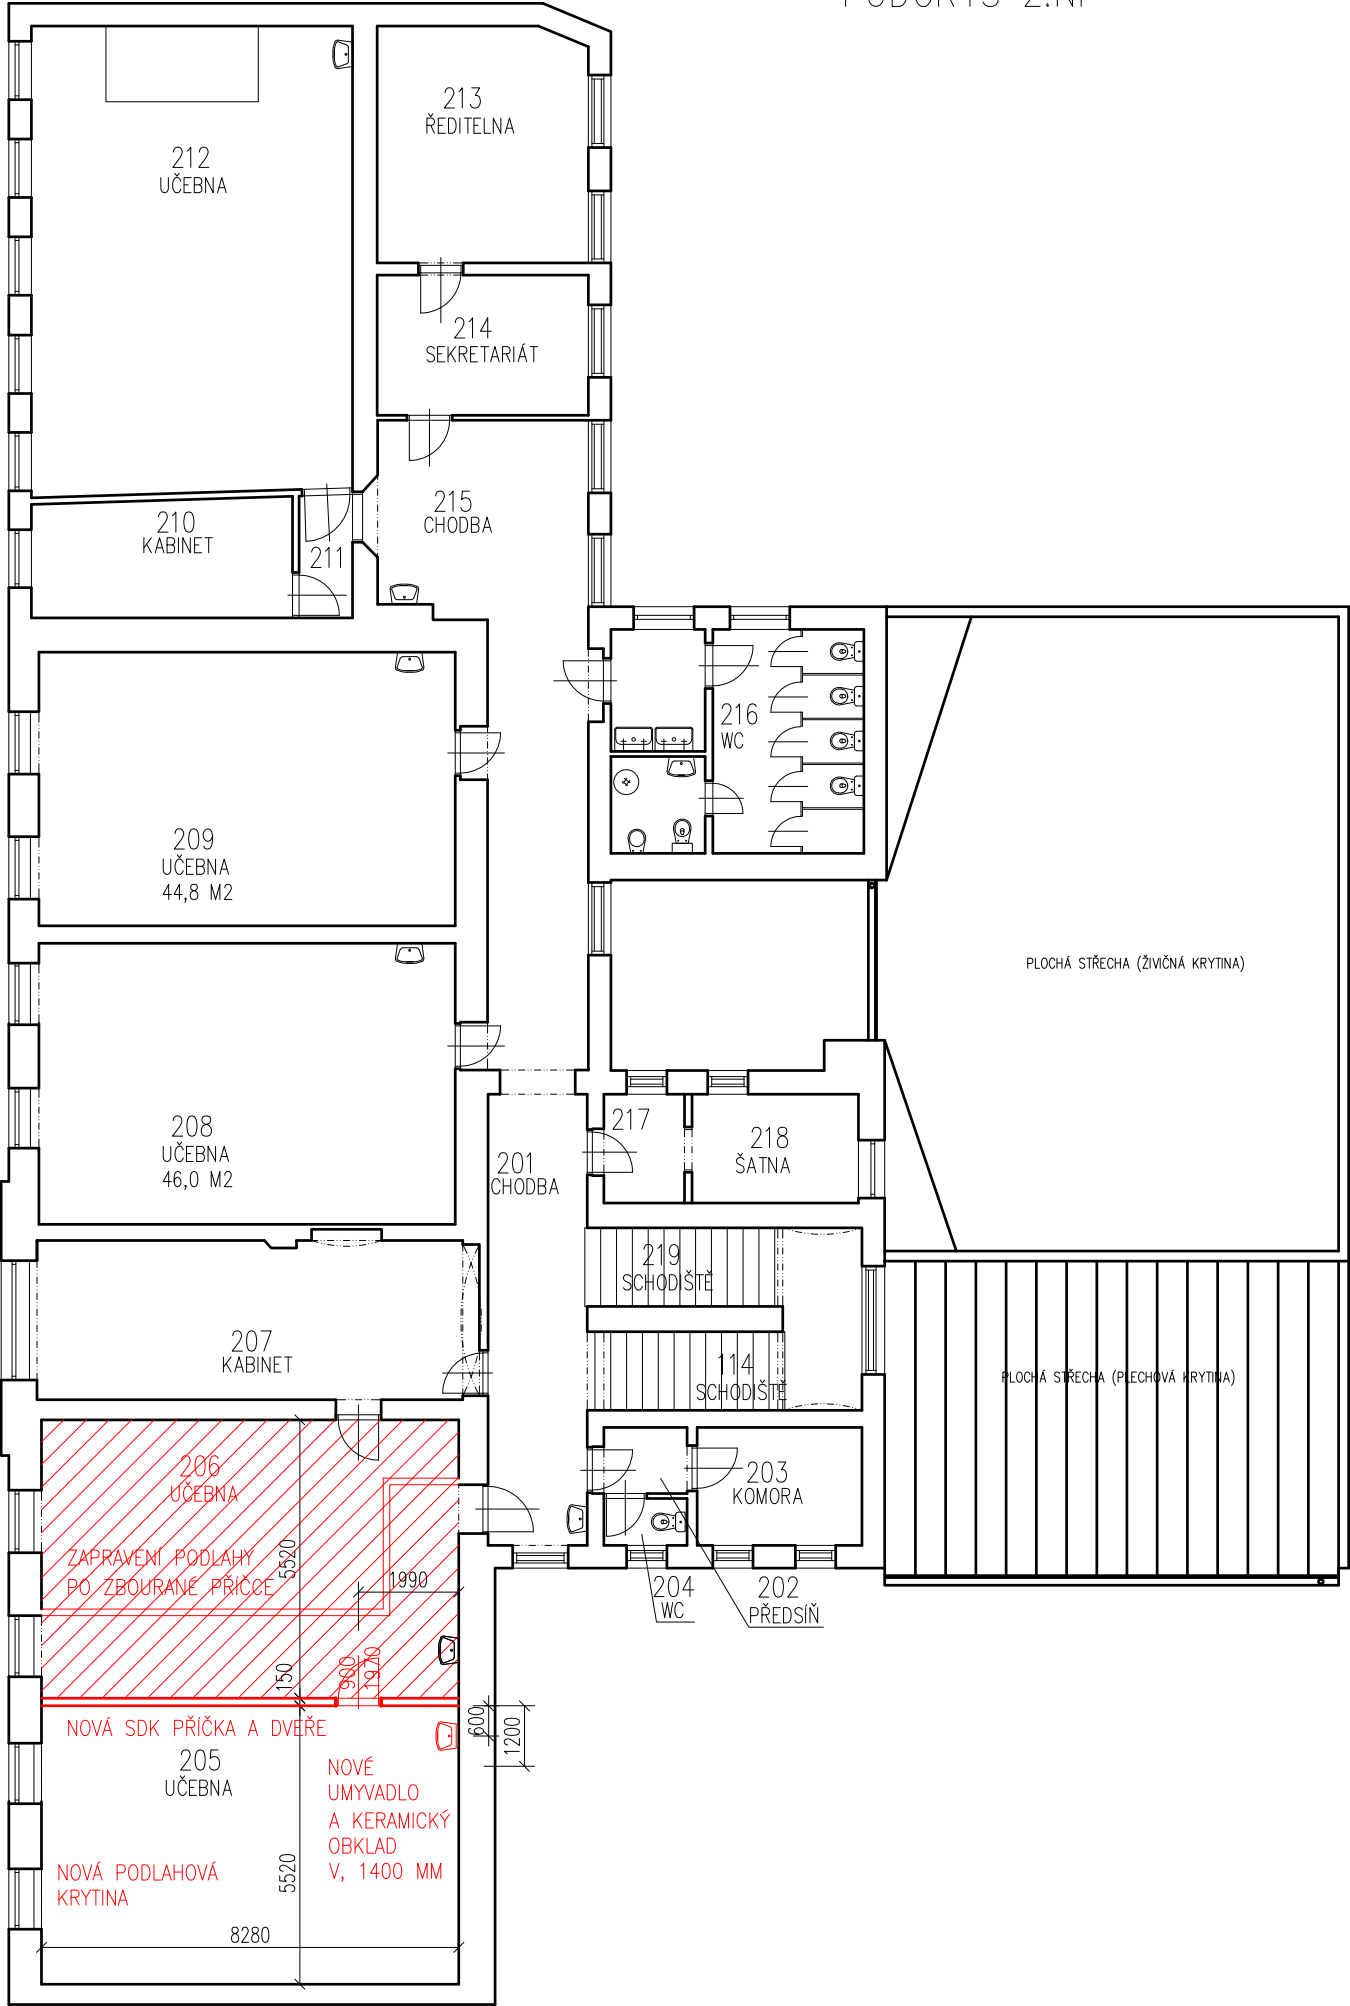 PŮDORYS 2.NP
213
ŘEDITELNA
212
UČEBNA
214
SEKRETARIÁT
215
CHODBA
210
KABINET
211
216
WC
209
UČEBNA
44,8 M2
PLOCHÁ STŘECHA (ŽIVIČNÁ KRYTINA)
208
UČEBNA
46,0 M2
217
218
ŠATNA
201
CHODBA
219
SCHODIŠTĚ
207
KABINET
114
SCHODIŠTĚ
PLOCHÁ STŘECHA (PLECHOVÁ KRYTINA)
206
UČEBNA
203
KOMORA
ZAPRAVENÍ PODLAHY
PO ZBOURANÉ PŘÍČCE
5520
1990
204
WC
202
PŘEDSÍŇ
150
900
1970
NOVÁ SDK PŘÍČKA A DVEŘE
600
1200
205
UČEBNA
NOVÉ
UMYVADLO
A KERAMICKÝ
OBKLAD
V, 1400 MM
NOVÁ PODLAHOVÁ
KRYTINA
5520
8280